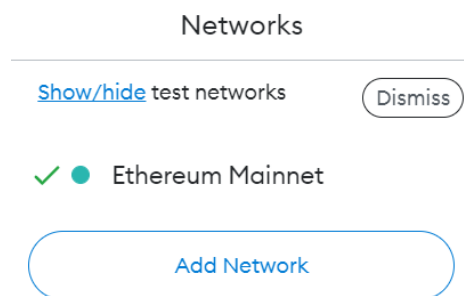 Networks
Show/hide test networks
Dismiss
Ethereum Mainnet
Add Network